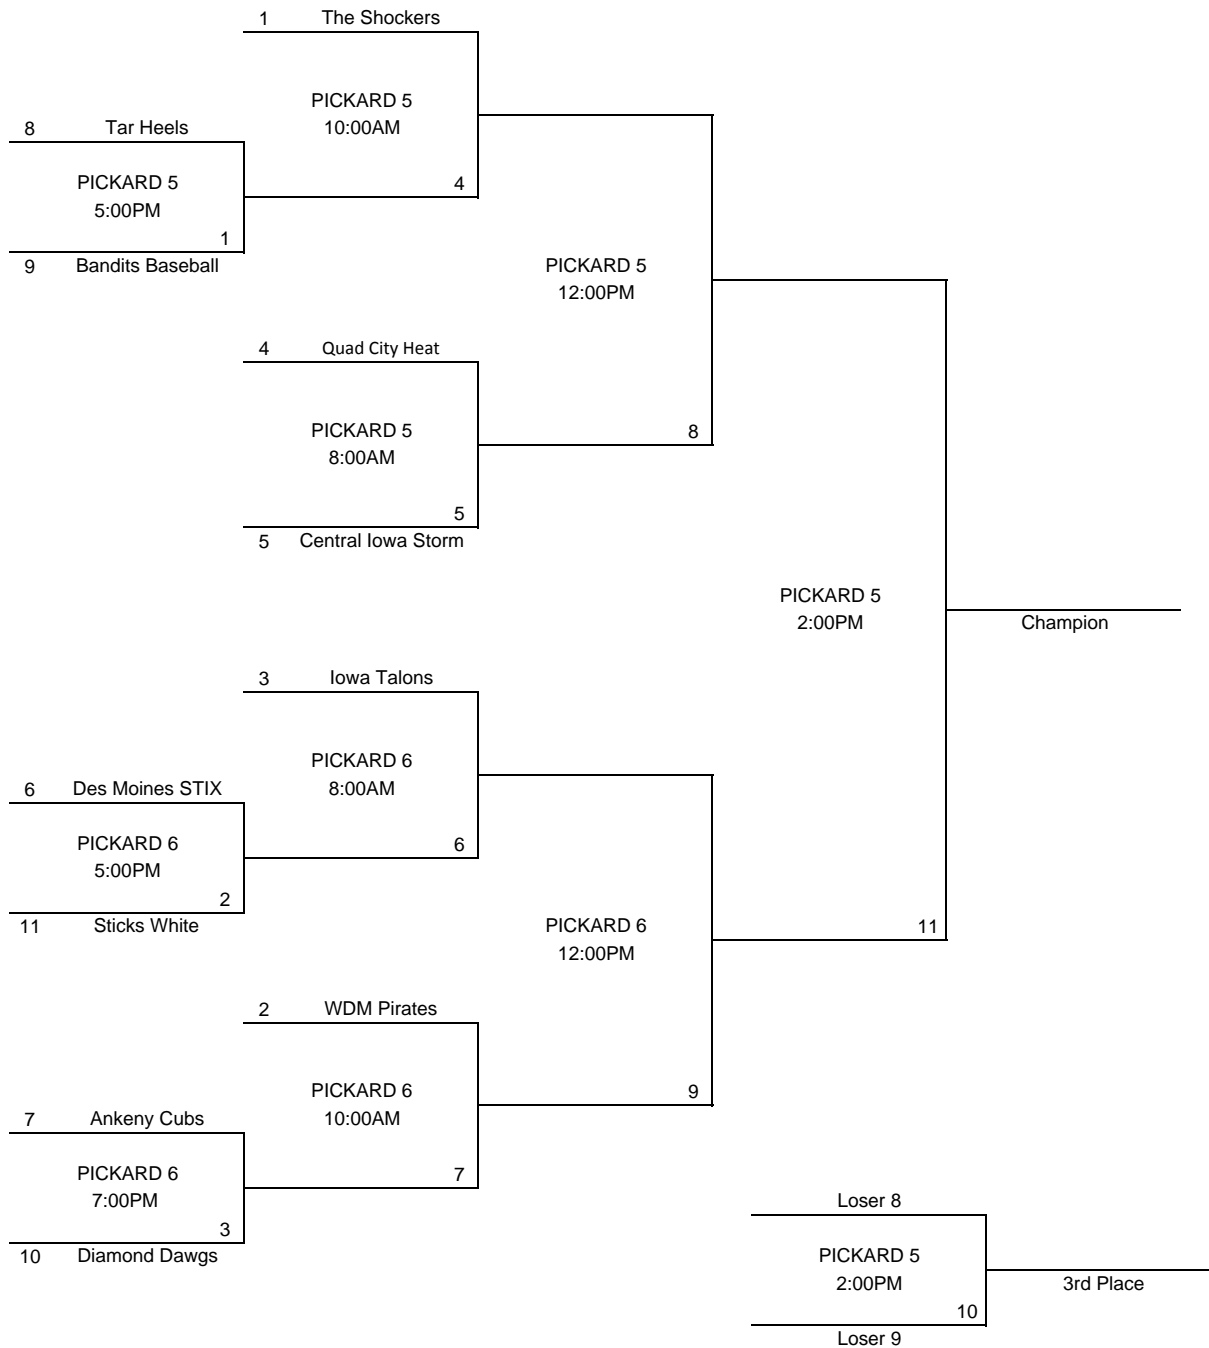 1 The Shockers
PICKARD 5
10:00AM
8 Tar Heels
PICKARD 5
5:00PM
4
1
9 Bandits Baseball
PICKARD 5
12:00PM
4 Quad City Heat
PICKARD 5
8:00AM
8
5
5 Central Iowa Storm
PICKARD 5
2:00PM
Champion
3 Iowa Talons
PICKARD 6
8:00AM
6 Des Moines STIX
PICKARD 6
5:00PM
6
2
11 Sticks White
PICKARD 6
12:00PM
11
2 WDM Pirates
PICKARD 6
10:00AM
9
7 Ankeny Cubs
PICKARD 6
7:00PM
7
3
10 Diamond Dawgs
Loser 8
PICKARD 5
2:00PM
3rd Place
10
Loser 9